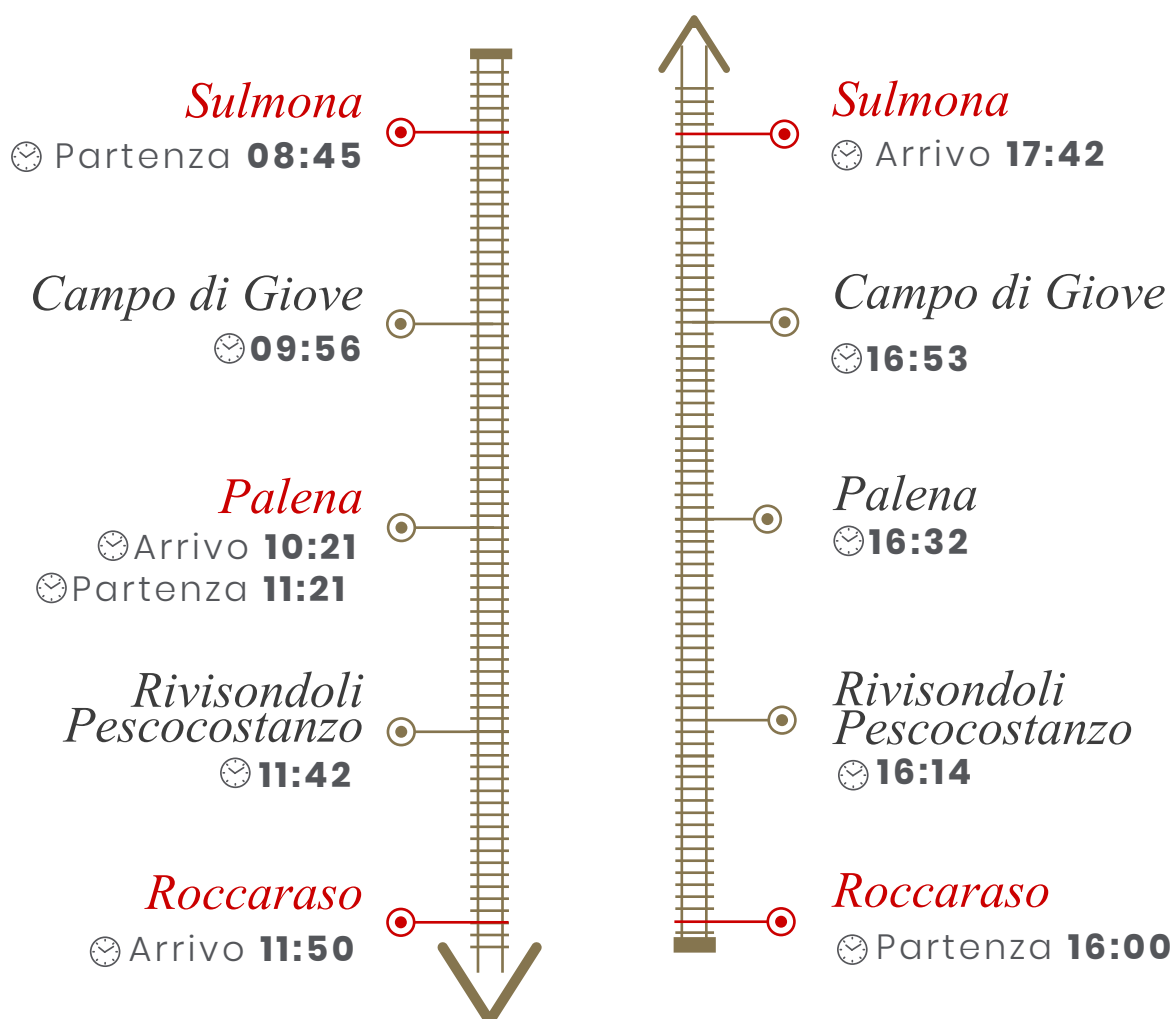 Sulmona
Partenza 08:45
Campo di Giove
09:56
Palena
Arrivo 10:21
Partenza 11:21
Rivisondoli
Pescocostanzo
11:42
Roccaraso
Arrivo 11:50
Sulmona
Arrivo 17:42
Campo di Giove
16:53
Palena
16:32
Rivisondoli
Pescocostanzo
16:14
Roccaraso
Partenza 16:00